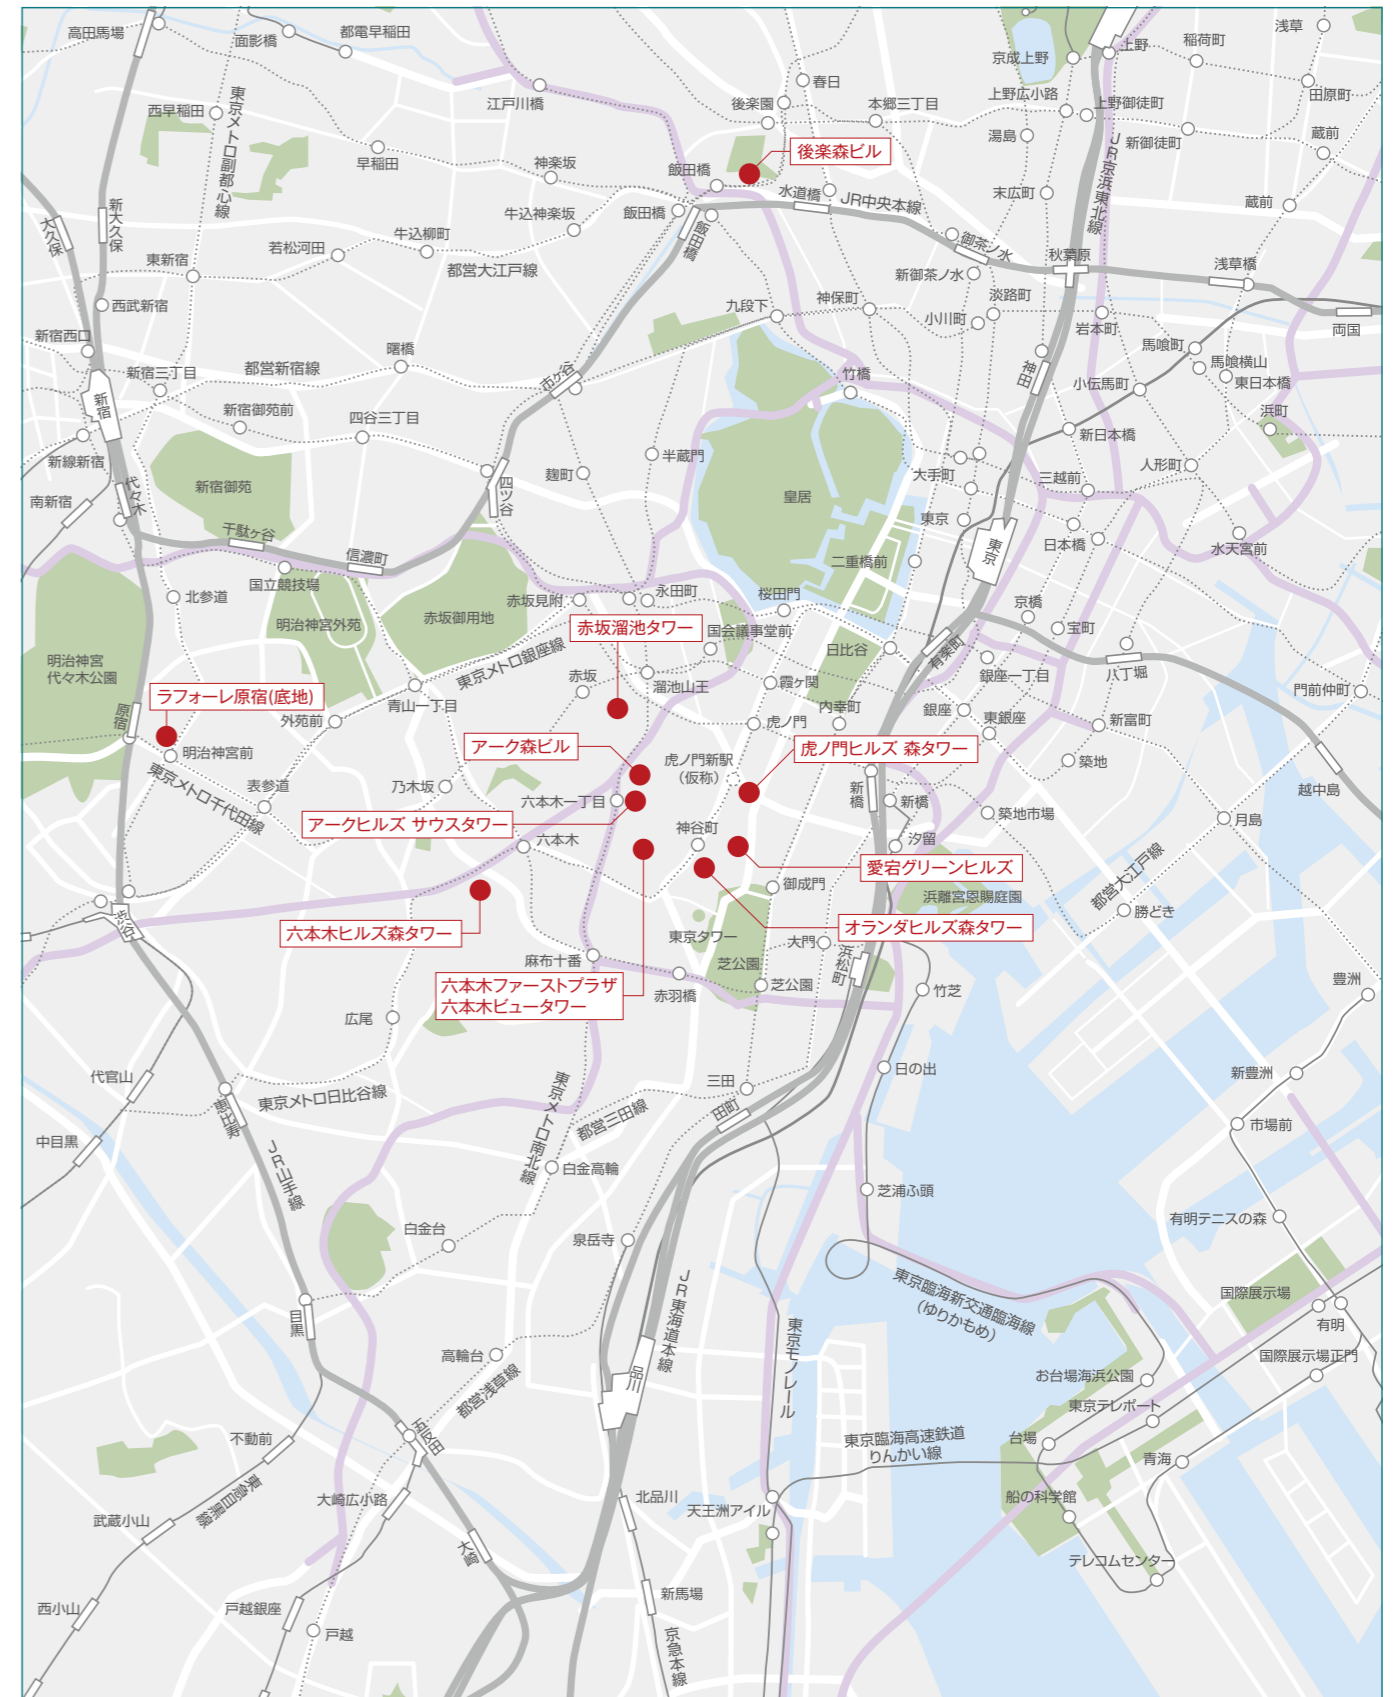 高田馬場
面影橋
都電早稲田
江戸川橋
春日
後楽園
本郷三丁目
京成上野
上野
稲荷町
浅草
上野広小路
上野御徒町
田原町
湯島
新御徒町
蔵前
西早稲田
東京メトロ副都心線
早稲田
神楽坂
飯田橋
後楽森ビル
水道橋
JR中央本線
末広町
JR京浜東北線
蔵前
大久保
新大久保
東新宿
若松河田
牛込柳町
牛込神楽坂
飯田橋
飯田橋
都営大江戸線
御茶ノ水
新御茶ノ水
秋葉原
浅草橋
西武新宿
九段下
神保町
淡路町
小川町
岩本町
両国
新宿西口
新宿三丁目
都営新宿線
曙橋
市ヶ谷
竹橋
神田
馬喰町
馬喰横山
東日本橋
小伝馬町
新宿
新宿御苑前
四谷三丁目
浜町
新線新宿
半蔵門
新日本橋
南新宿
代々木
新宿御苑
四ツ谷
麹町
皇居
大手町
三越前
人形町
千駄ヶ谷
信濃町
東京
東京
日本橋
水天宮前
国立競技場
二重橋前
北参道
明治神宮外苑
赤坂御用地
赤坂見附
永田町
桜田門
京橋
宝町
赤坂溜池タワー
国会議事堂前
日比谷
有楽町
明治神宮
代々木公園
東京メトロ銀座線
銀座一丁目
八丁堀
ラフォーレ原宿(底地)
赤坂
溜池山王
霞ヶ関
門前仲町
原宿
外苑前
青山一丁目
内幸町
銀座
東銀座
新富町
明治神宮前
アーク森ビル
虎ノ門
虎ノ門新駅
(仮称)
虎ノ門ヒルズ 森タワー
築地
東京メトロ千代田線
表参道
乃木坂
六本木一丁目
新橋
新橋
越中島
アークヒルズ サウスタワー
六本木
神谷町
汐留
築地市場
月島
愛宕グリーンヒルズ
御成門
浜離宮恩賜庭園
都営大江戸線
勝どき
渋谷
六本木ヒルズ森タワー
東京タワー
大門
オランダヒルズ森タワー
浜松町
麻布十番
芝公園
芝公園
六本木ファーストプラザ
六本木ビュータワー
赤羽橋
竹芝
豊洲
広尾
代官山
恵比寿
東京メトロ日比谷線
東京メトロ南北線
都営三田線
三田
田町
日の出
新豊洲
中目黒
JR山手線
白金高輪
市場前
芝浦ふ頭
白金台
泉岳寺
有明テニスの森
目黒
JR東海道本線
東京モノレール
東京臨海新交通臨海線
(ゆりかもめ)
国際展示場
有明
高輪台
都営浅草線
品川
国際展示場正門
お台場海浜公園
東京テレポート
不動前
五反田
東京臨海高速鉄道
りんかい線
台場
青海
東急目黒線
大崎広小路
北品川
天王洲アイル
船の科学館
武蔵小山
大崎
テレコムセンター
西小山
戸越銀座
戸越
新馬場
京急本線